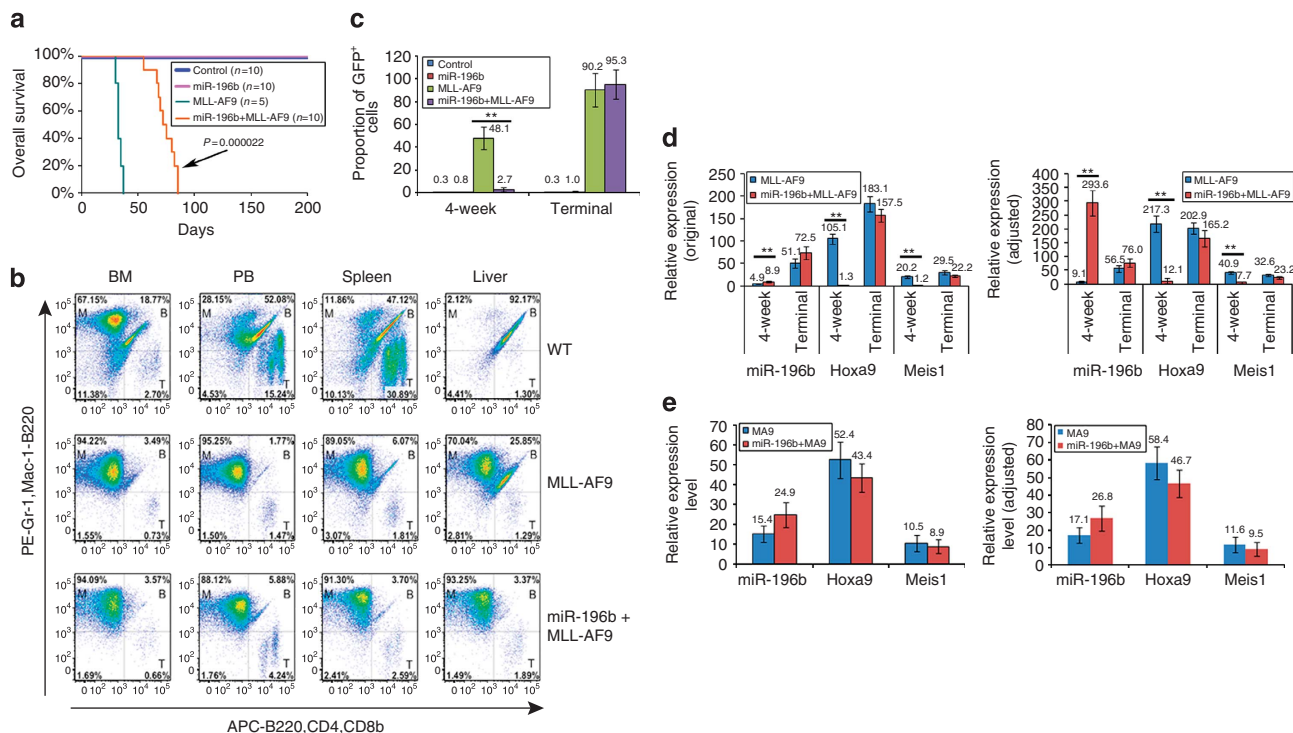 a
Overall survival
100%
80%
60%
40%
20%
0%
0
50
100
150
200
Days
Control (n=10)
miR-196b (n=10)
MLL-AF9 (n=5)
miR-196b+MLL-AF9 (n=10)
P=0.000022
b
BM PB Spleen Liver
PE-Gr-1,Mac-1-B220
67.15% 18.77%
M B
T
11.38% 2.70%
28.15% 52.08%
4.53% 15.24%
11.86% 47.12%
10.13% 30.89%
2.12% 92.17%
M B
T
4.41% 1.30%
WT
94.22% 3.49%
M B
T
1.55% 0.73%
95.25% 1.77%
1.50% 1.47%
89.05% 6.07%
3.07% 1.81%
70.04% 25.85%
M B
T
2.81% 1.29%
MLL-AF9
94.09% 3.57%
M B
T
1.69% 0.66%
88.12% 5.88%
1.76% 4.24%
91.30% 3.70%
2.41% 2.59%
93.25% 3.37%
M B
T
1.49% 1.89%
miR-196b +
MLL-AF9
10⁵
10⁴
10³
10²
0
0 10² 10³ 10⁴ 10⁵
APC-B220,CD4,CD8b
c
Proportion of GFP⁺
cells
120
100
80
60
40
20
0
Control
miR-196b
MLL-AF9
miR-196b+MLL-AF9
**
0.3 0.8 48.1 2.7
0.3 1.0 90.2 95.3
4-week Terminal
d
Relative expression
(original)
250
200
150
100
50
0
MLL-AF9
miR-196b+MLL-AF9
** ** **
4.9 8.9 51.1 72.5
105.1 1.3 183.1 157.5
20.2 1.2 29.5 22.2
4-week Terminal 4-week Terminal 4-week Terminal
miR-196b Hoxa9 Meis1
Relative expression
(adjusted)
400
350
300
250
200
150
100
50
0
MLL-AF9
miR-196b+MLL-AF9
** ** **
9.1 293.6 56.5 76.0
217.3 12.1 202.9 165.2
40.9 7.7 32.6 23.2
4-week Terminal 4-week Terminal 4-week Terminal
miR-196b Hoxa9 Meis1
e
Relative expression
level
70
60
50
40
30
20
10
0
MA9
miR-196b+MA9
15.4 24.9 52.4 43.4 10.5 8.9
miR-196b Hoxa9 Meis1
Relative expression
level (adjusted)
80
70
60
50
40
30
20
10
0
MA9
miR-196b+MA9
17.1 26.8 58.4 46.7 11.6 9.5
miR-196b Hoxa9 Meis1